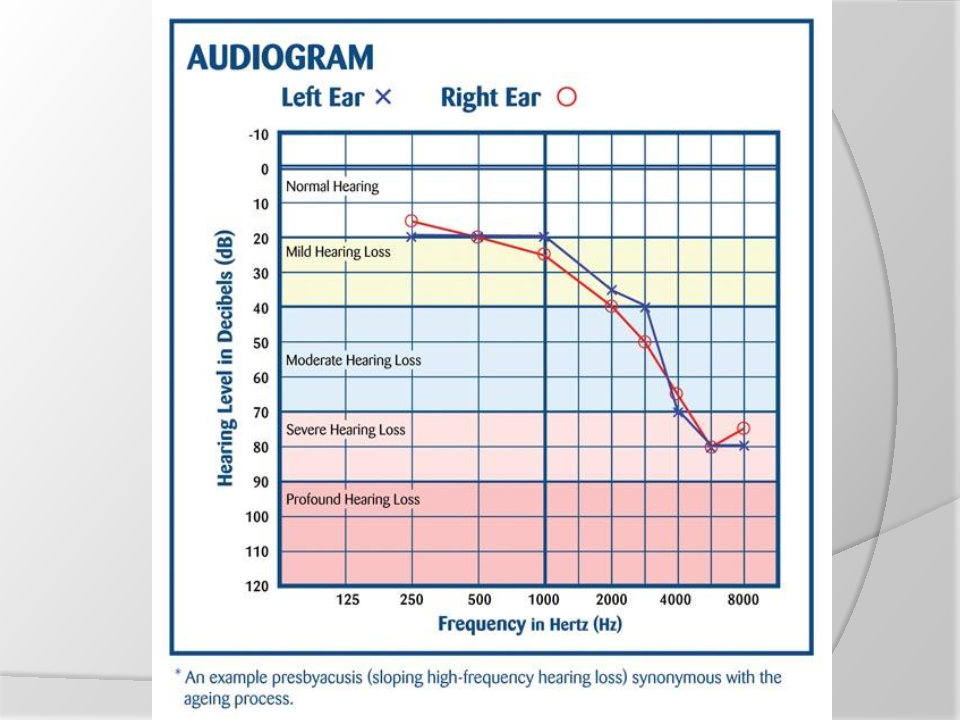 AUDIOGRAM
Left Ear × Right Ear ○
-10
0
Normal Hearing
10
20
Mild Hearing Loss
30
40
50
Moderate Hearing Loss
60
70
Severe Hearing Loss
80
90
Profound Hearing Loss
100
110
120
Hearing Level in Decibels (dB)
125 250 500 1000 2000 4000 8000
Frequency in Hertz (Hz)
* An example presbyacusis (sloping high-frequency hearing loss) synonymous with the
ageing process.